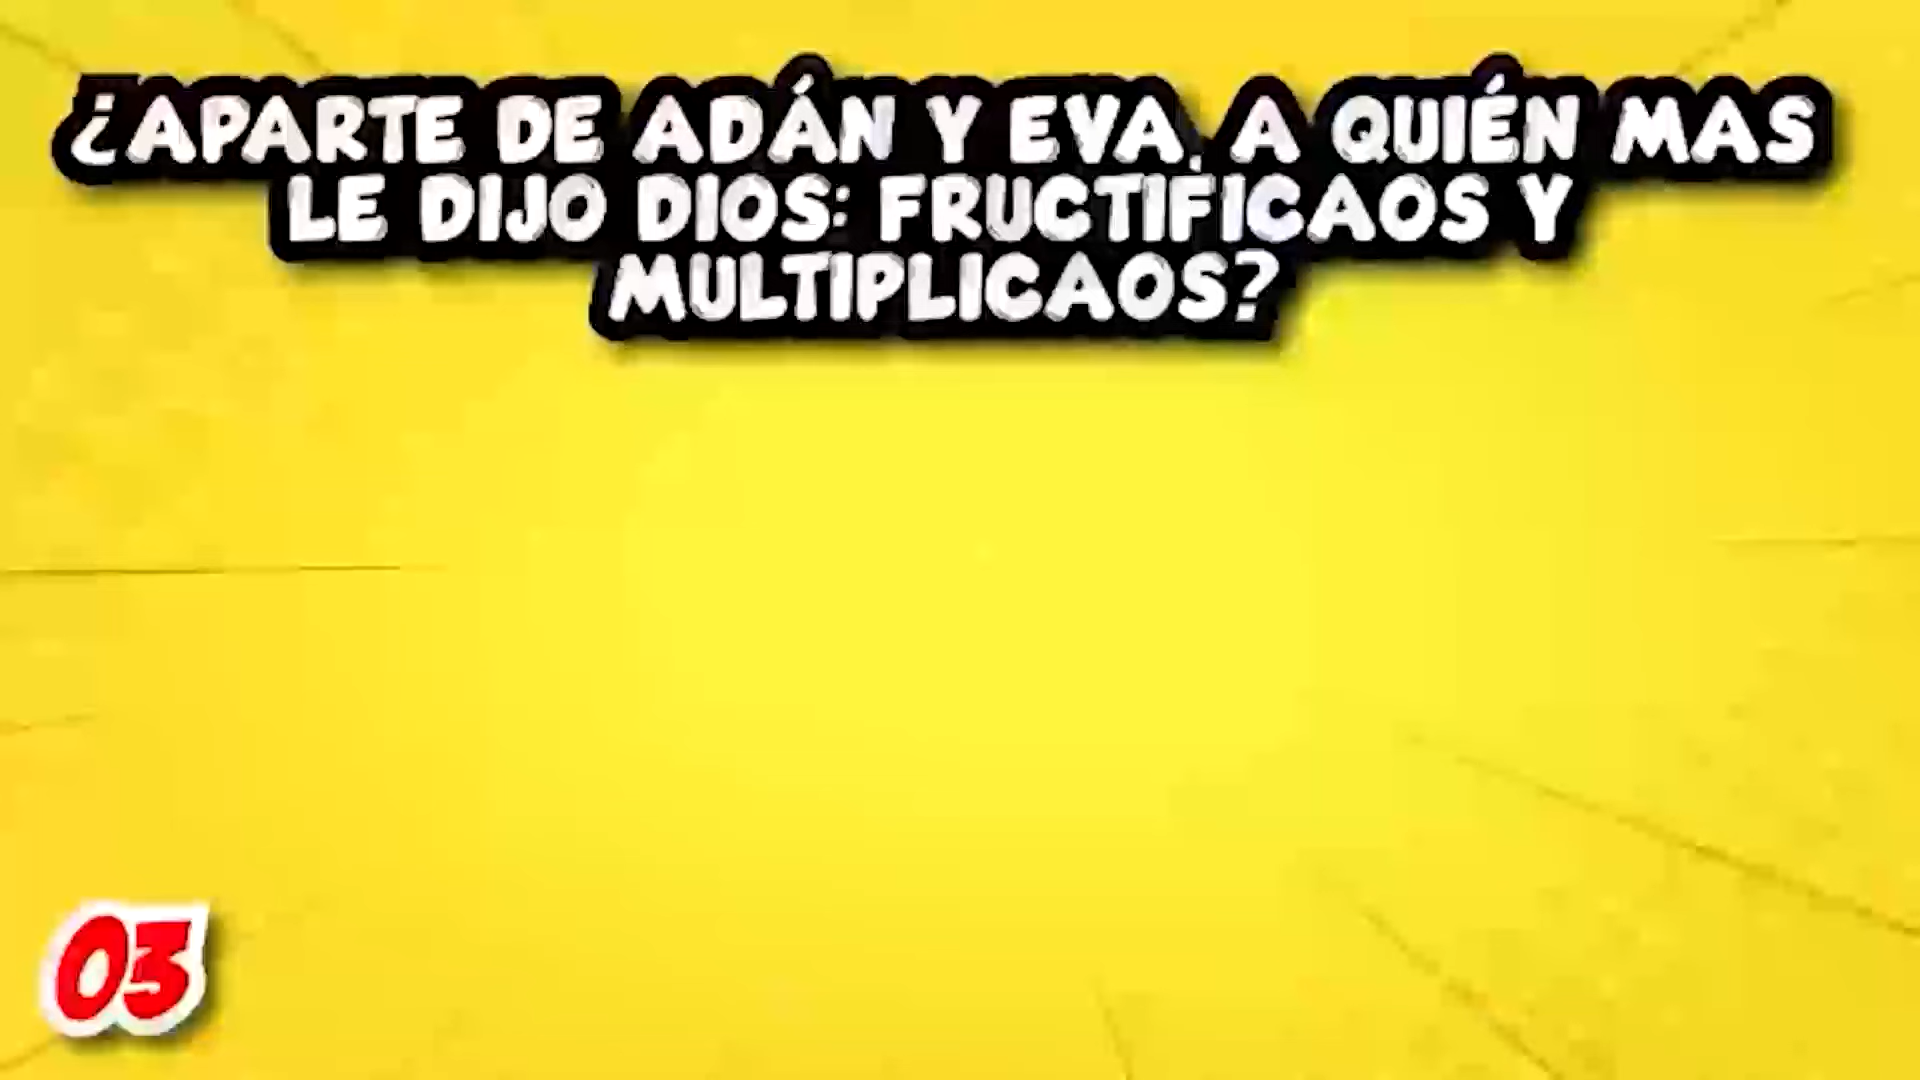 ¿APARTE DE ADÁN Y EVA, A QUIÉN MAS
LE DIJO DIOS: FRUCTIFICAOS Y
MULTIPLICAOS?
03